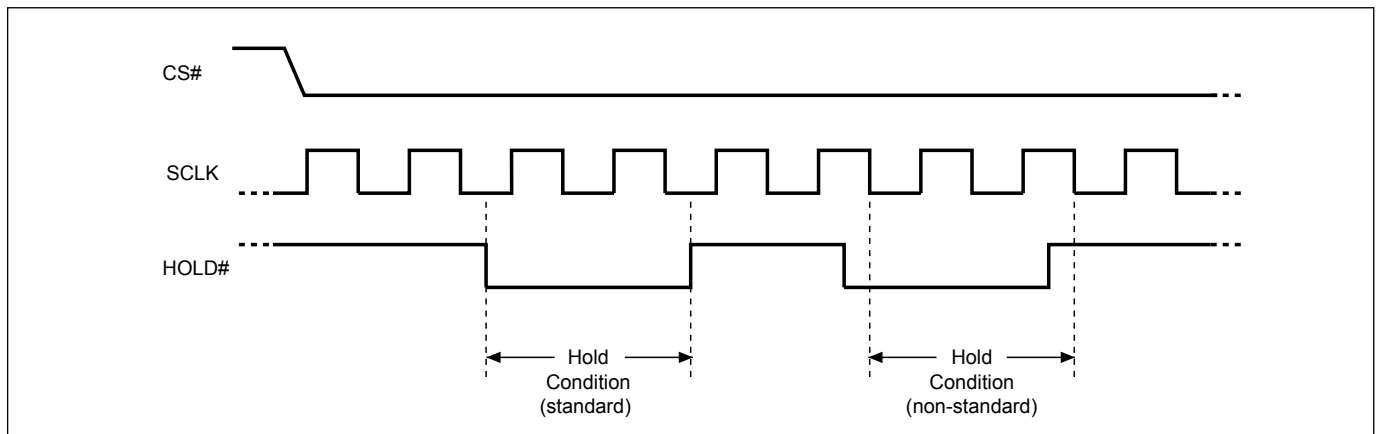 CS#
SCLK
HOLD#
Hold
Condition
(standard)
Hold
Condition
(non-standard)